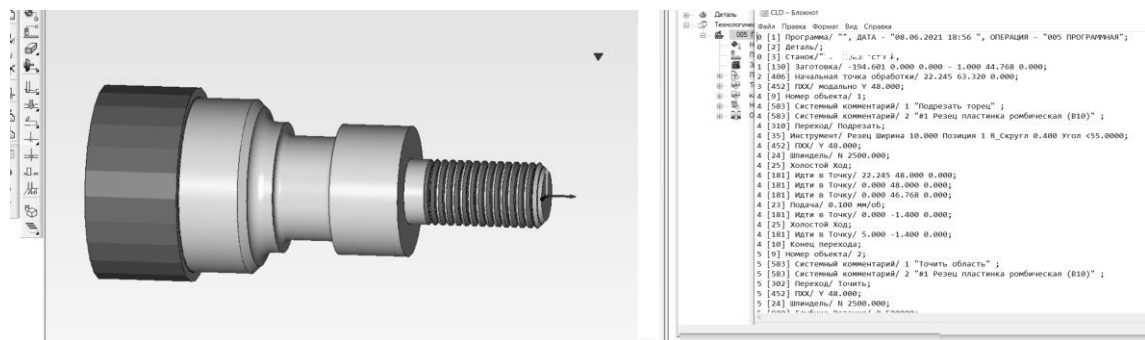 Деталь
Технологичес
005 П
CLD – Блокнот
Файл Правка Формат Вид Справка
0 [1] Программа/ "", ДАТА - "08.06.2021 18:56 ", ОПЕРАЦИЯ - "005 ПРОГРАММНАЯ";
0 [2] Деталь/;
0 [3] Станок/"
1 [130] Заготовка/ -194.601 0.000 0.000 - 1.000 44.768 0.000;
2 [406] Начальная точка обработки/ 22.245 63.320 0.000;
3 [452] ПХХ/ модально Y 48.000;
4 [9] Номер объекта/ 1;
4 [583] Системный комментарий/ 1 "Подрезать торец" ;
4 [583] Системный комментарий/ 2 "#1 Резец пластинка ромбическая (B10)" ;
4 [310] Переход/ Подрезать;
4 [35] Инструмент/ Резец Ширина 10.000 Позиция 1 R_Скругл 0.400 Угол <55.0000;
4 [452] ПХХ/ Y 48.000;
4 [24] Шпиндель/ N 2500.000;
4 [25] Холостой Ход;
4 [181] Идти в Точку/ 22.245 48.000 0.000;
4 [181] Идти в Точку/ 0.000 48.000 0.000;
4 [181] Идти в Точку/ 0.000 46.768 0.000;
4 [23] Подача/ 0.100 мм/об;
4 [181] Идти в Точку/ 0.000 -1.400 0.000;
4 [25] Холостой Ход;
4 [181] Идти в Точку/ 5.000 -1.400 0.000;
4 [10] Конец перехода;
5 [9] Номер объекта/ 2;
5 [583] Системный комментарий/ 1 "Точить область" ;
5 [583] Системный комментарий/ 2 "#1 Резец пластинка ромбическая (B10)" ;
5 [302] Переход/ Точить;
5 [452] ПХХ/ Y 48.000;
5 [24] Шпиндель/ N 2500.000;